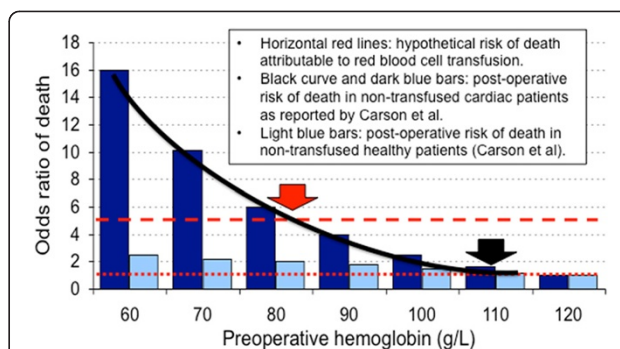 18
16
14
12
10
8
6
4
2
0
Odds ratio of death
• Horizontal red lines: hypothetical risk of death
attributable to red blood cell transfusion.
• Black curve and dark blue bars: post-operative
risk of death in non-transfused cardiac patients
as reported by Carson et al.
• Light blue bars: post-operative risk of death in
non-transfused healthy patients (Carson et al).
60 70 80 90 100 110 120
Preoperative hemoglobin (g/L)